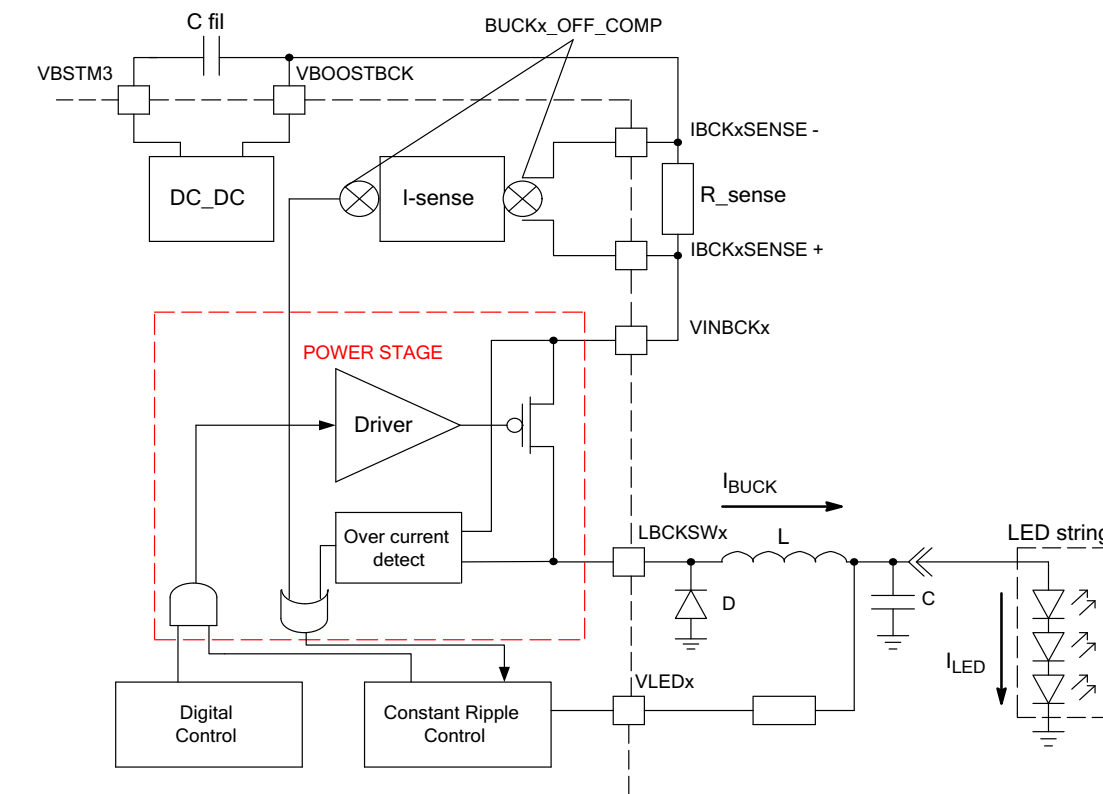 C fil
BUCKx_OFF_COMP
VBSTM3
VBOOSTBCK
IBCKxSENSE -
DC_DC
I-sense
R_sense
IBCKxSENSE +
VINBCKx
POWER STAGE
Driver
IBUCK
Over current
detect
LBCKSWx
L
LED string
D
C
ILED
VLEDx
Digital
Control
Constant Ripple
Control